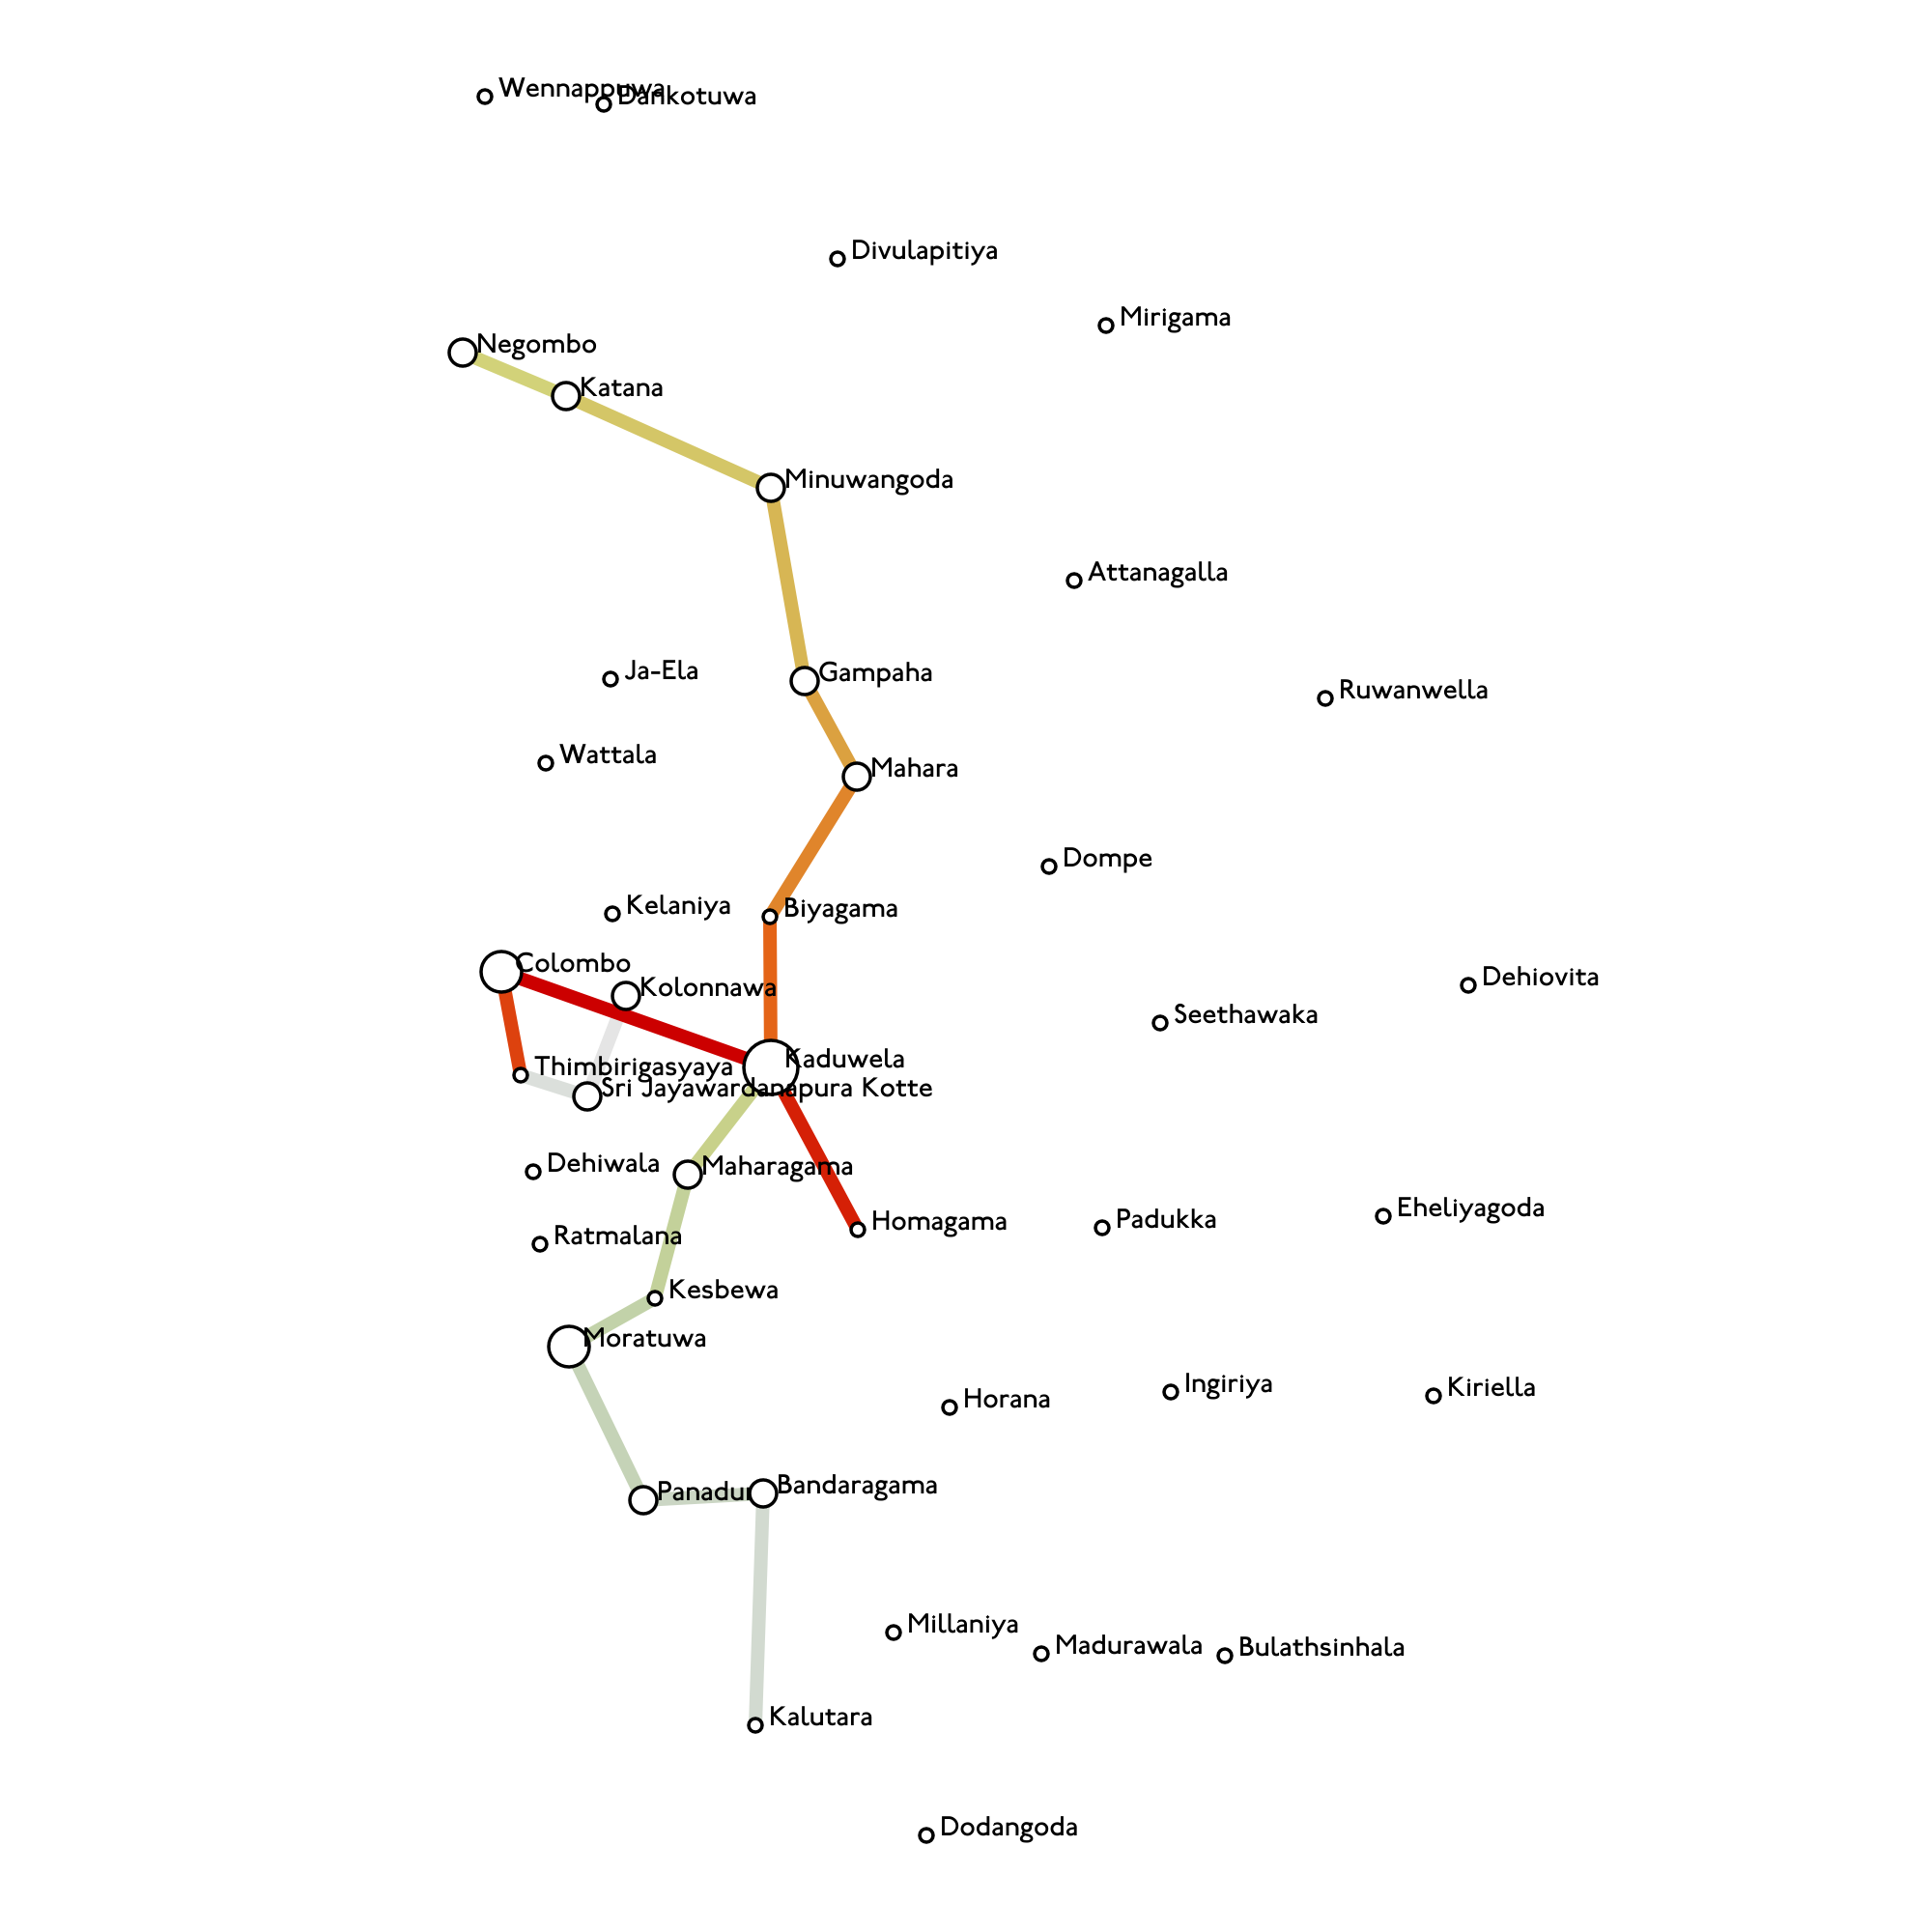 Wennappuwa
Dankotuwa
Divulapitiya
Mirigama
Negombo
Katana
Minuwangoda
Attanagalla
Ja-Ela
Gampaha
Ruwanwella
Wattala
Mahara
Dompe
Kelaniya
Biyagama
Colombo
Kolonnawa
Dehiovita
Seethawaka
Kaduwela
Thimbirigasyaya
Sri Jayawardanapura Kotte
Dehiwala
Maharagama
Eheliyagoda
Padukka
Homagama
Ratmalana
Kesbewa
Moratuwa
Ingiriya
Kiriella
Horana
Bandaragama
Panadur
Millaniya
Madurawala
Bulathsinhala
Kalutara
Dodangoda